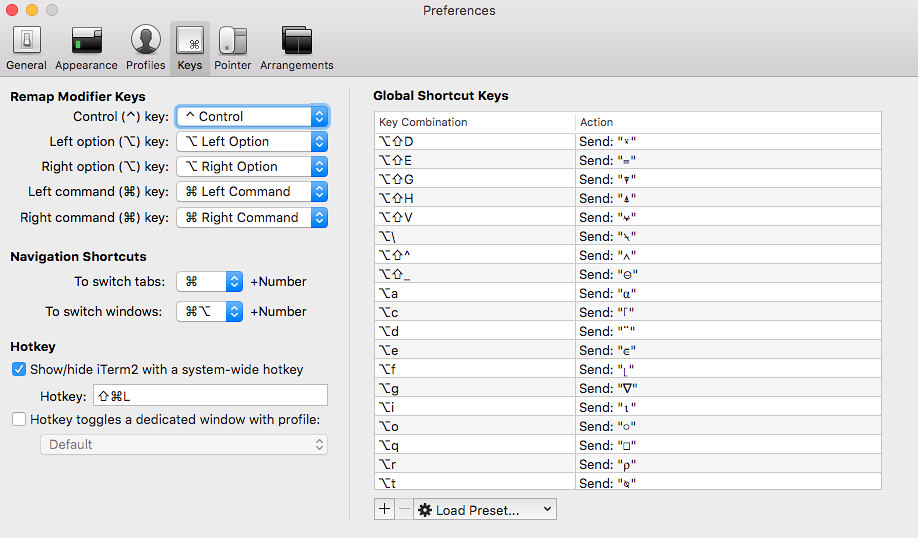 Preferences
General Appearance Profiles Keys Pointer Arrangements
Remap Modifier Keys
Control (^) key: ^ Control
Left option (⌥) key: ⌥ Left Option
Right option (⌥) key: ⌥ Right Option
Left command (⌘) key: ⌘ Left Command
Right command (⌘) key: ⌘ Right Command
Navigation Shortcuts
To switch tabs: ⌘ +Number
To switch windows: ⌘⌥ +Number
Hotkey
Show/hide iTerm2 with a system-wide hotkey
Hotkey: ⇧⌘L
Hotkey toggles a dedicated window with profile:
Default
Global Shortcut Keys
Key Combination Action
⌥⇧D Send:
⌥⇧E Send:
⌥⇧G Send: "⍒"
⌥⇧H Send: "⍋"
⌥⇧V Send:
⌥\ Send: "⍀"
⌥⇧^ Send:
⌥⇧_ Send: "⊖"
⌥a Send: "⍺"
⌥c Send: "⌈"
⌥d Send: "¨"
⌥e Send: "∊"
⌥f Send: "⌊"
⌥g Send: "∇"
⌥i Send: "⍳"
⌥o Send: "○"
⌥q Send: "⎕"
⌥r Send: "⍴"
⌥t Send: "⍉"
+ − Load Preset...